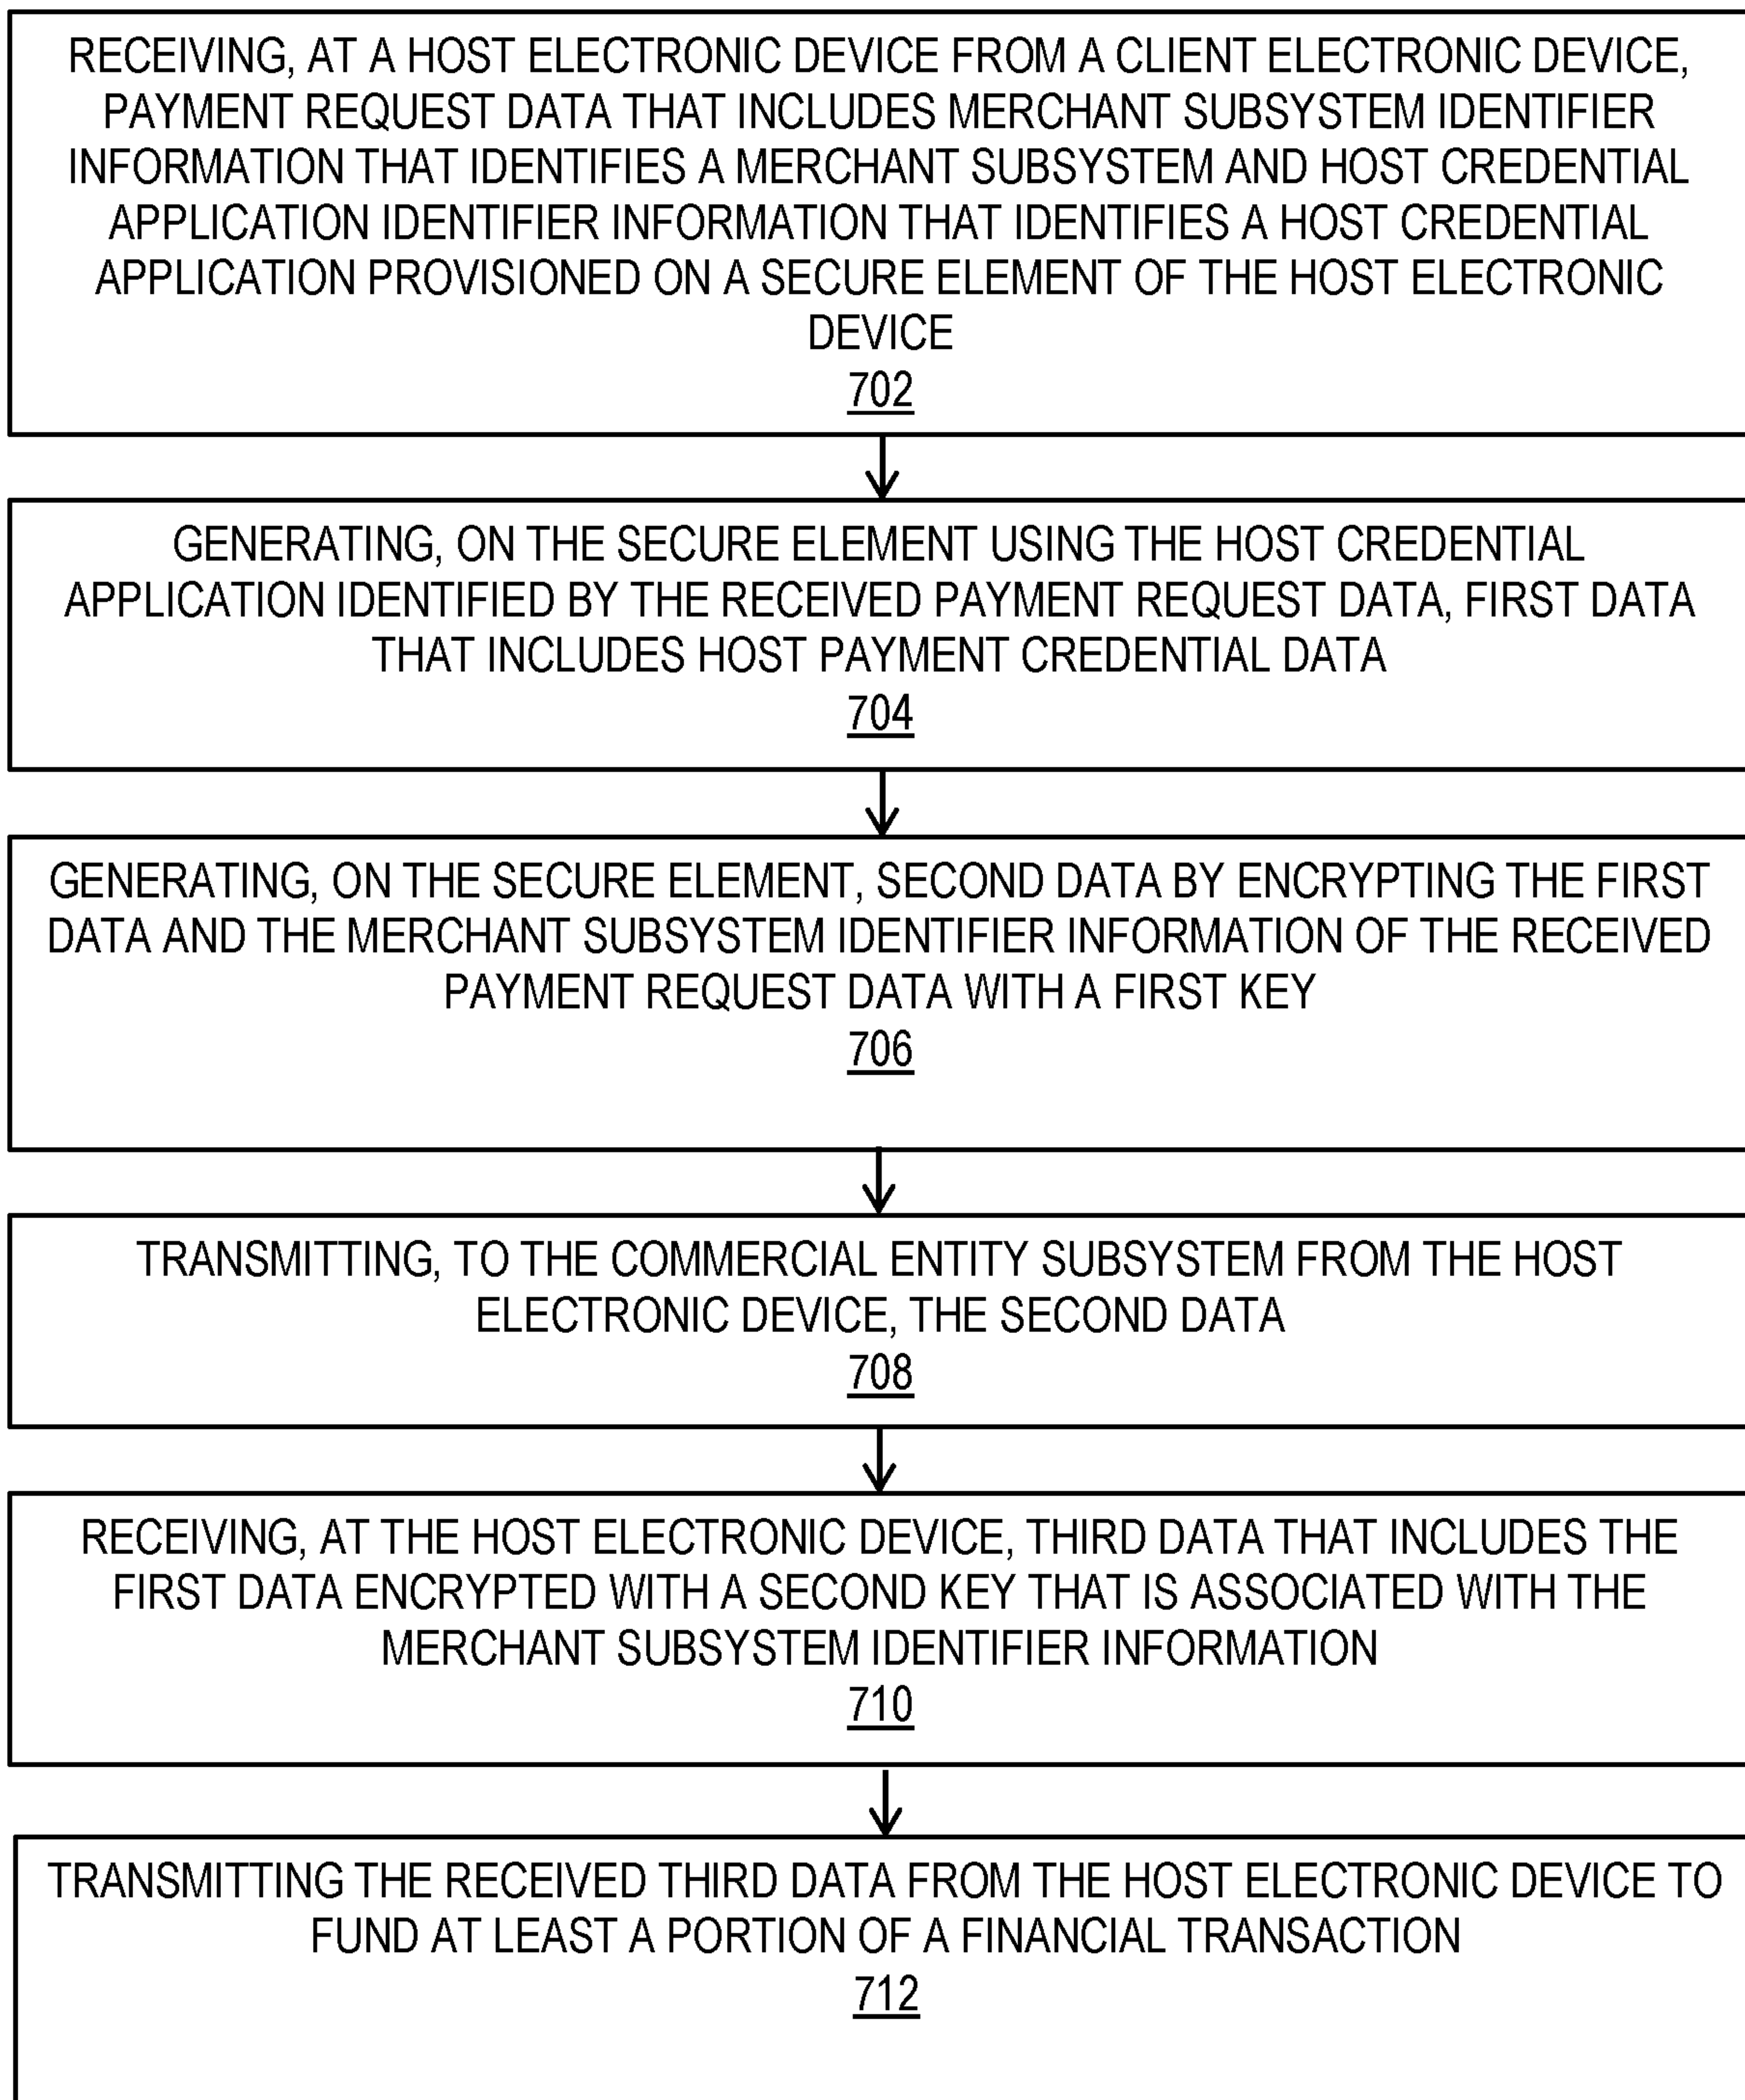 RECEIVING, AT A HOST ELECTRONIC DEVICE FROM A CLIENT ELECTRONIC DEVICE,
PAYMENT REQUEST DATA THAT INCLUDES MERCHANT SUBSYSTEM IDENTIFIER
INFORMATION THAT IDENTIFIES A MERCHANT SUBSYSTEM AND HOST CREDENTIAL
APPLICATION IDENTIFIER INFORMATION THAT IDENTIFIES A HOST CREDENTIAL
APPLICATION PROVISIONED ON A SECURE ELEMENT OF THE HOST ELECTRONIC
DEVICE
702
GENERATING, ON THE SECURE ELEMENT USING THE HOST CREDENTIAL
APPLICATION IDENTIFIED BY THE RECEIVED PAYMENT REQUEST DATA, FIRST DATA
THAT INCLUDES HOST PAYMENT CREDENTIAL DATA
704
GENERATING, ON THE SECURE ELEMENT, SECOND DATA BY ENCRYPTING THE FIRST
DATA AND THE MERCHANT SUBSYSTEM IDENTIFIER INFORMATION OF THE RECEIVED
PAYMENT REQUEST DATA WITH A FIRST KEY
706
TRANSMITTING, TO THE COMMERCIAL ENTITY SUBSYSTEM FROM THE HOST
ELECTRONIC DEVICE, THE SECOND DATA
708
RECEIVING, AT THE HOST ELECTRONIC DEVICE, THIRD DATA THAT INCLUDES THE
FIRST DATA ENCRYPTED WITH A SECOND KEY THAT IS ASSOCIATED WITH THE
MERCHANT SUBSYSTEM IDENTIFIER INFORMATION
710
TRANSMITTING THE RECEIVED THIRD DATA FROM THE HOST ELECTRONIC DEVICE TO
FUND AT LEAST A PORTION OF A FINANCIAL TRANSACTION
712